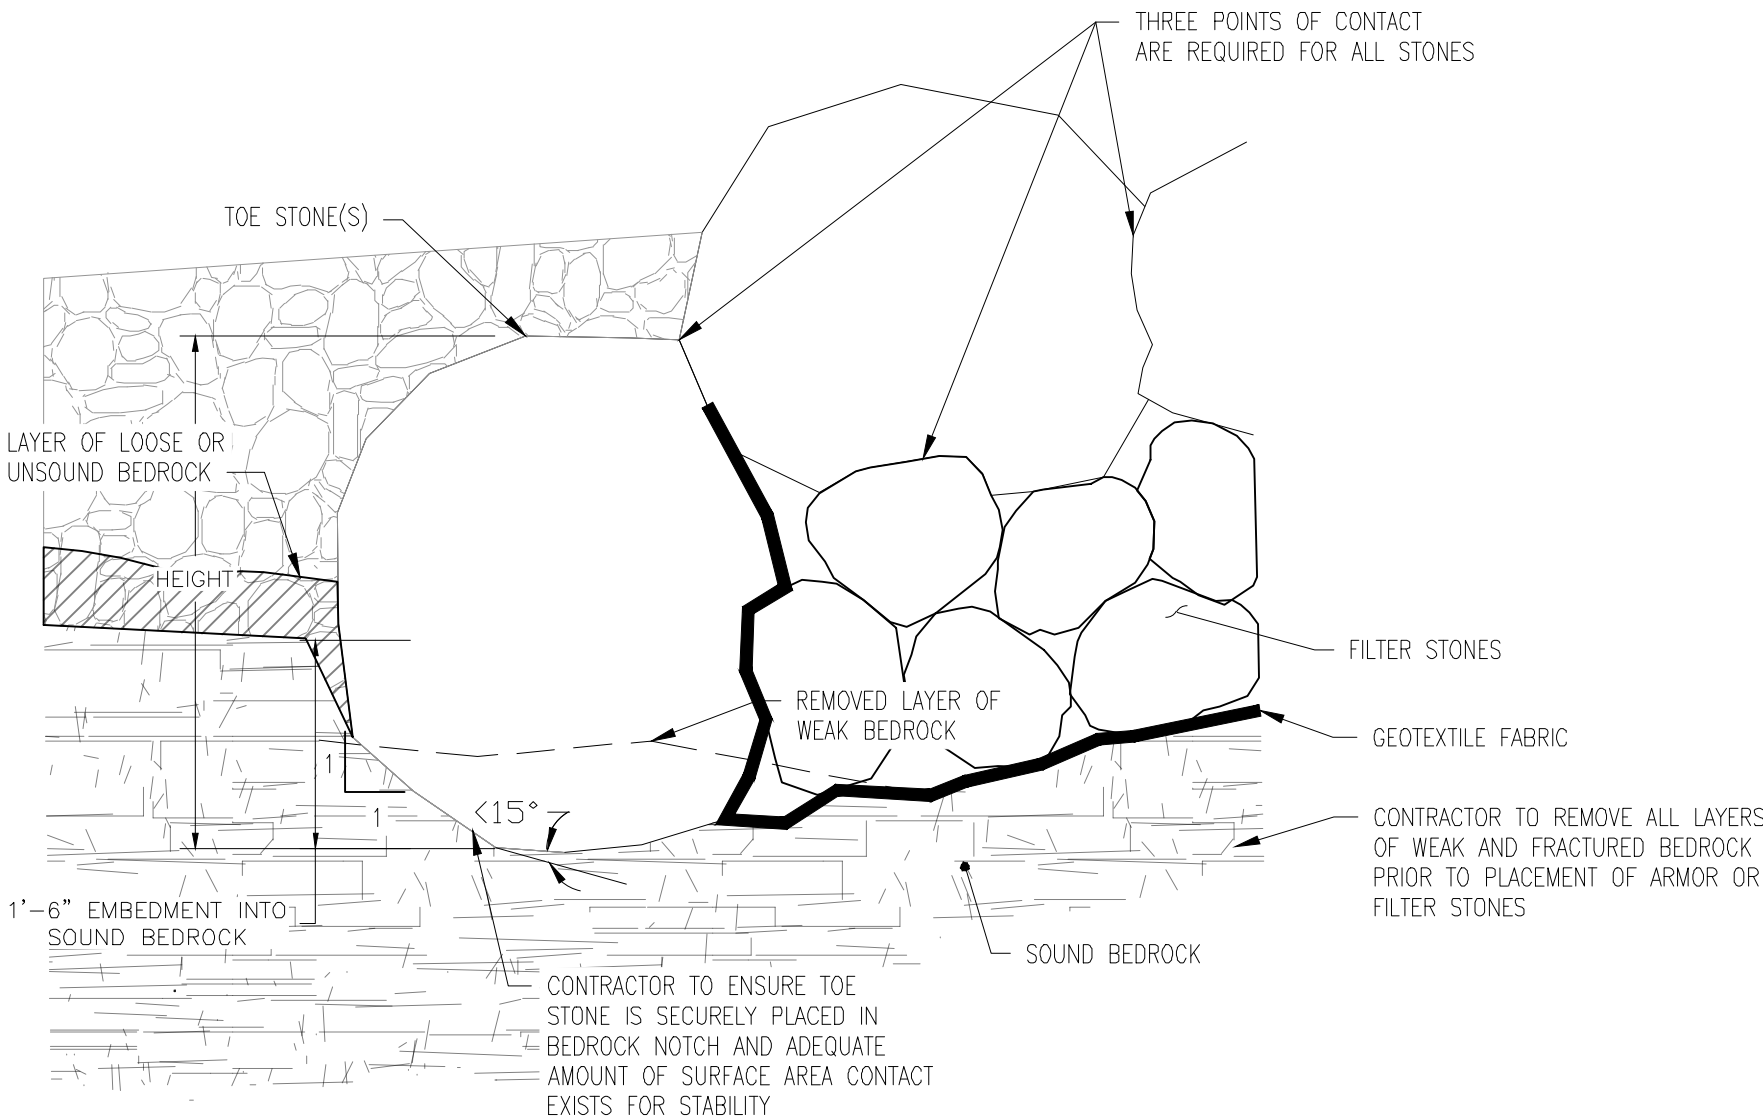 THREE POINTS OF CONTACT
ARE REQUIRED FOR ALL STONES
TOE STONE(S)
LAYER OF LOOSE OR
UNSOUND BEDROCK
HEIGHT
FILTER STONES
REMOVED LAYER OF
WEAK BEDROCK
GEOTEXTILE FABRIC
1
1
<15°
CONTRACTOR TO REMOVE ALL LAYERS
OF WEAK AND FRACTURED BEDROCK
PRIOR TO PLACEMENT OF ARMOR OR
FILTER STONES
1'-6" EMBEDMENT INTO
SOUND BEDROCK
SOUND BEDROCK
CONTRACTOR TO ENSURE TOE
STONE IS SECURELY PLACED IN
BEDROCK NOTCH AND ADEQUATE
AMOUNT OF SURFACE AREA CONTACT
EXISTS FOR STABILITY